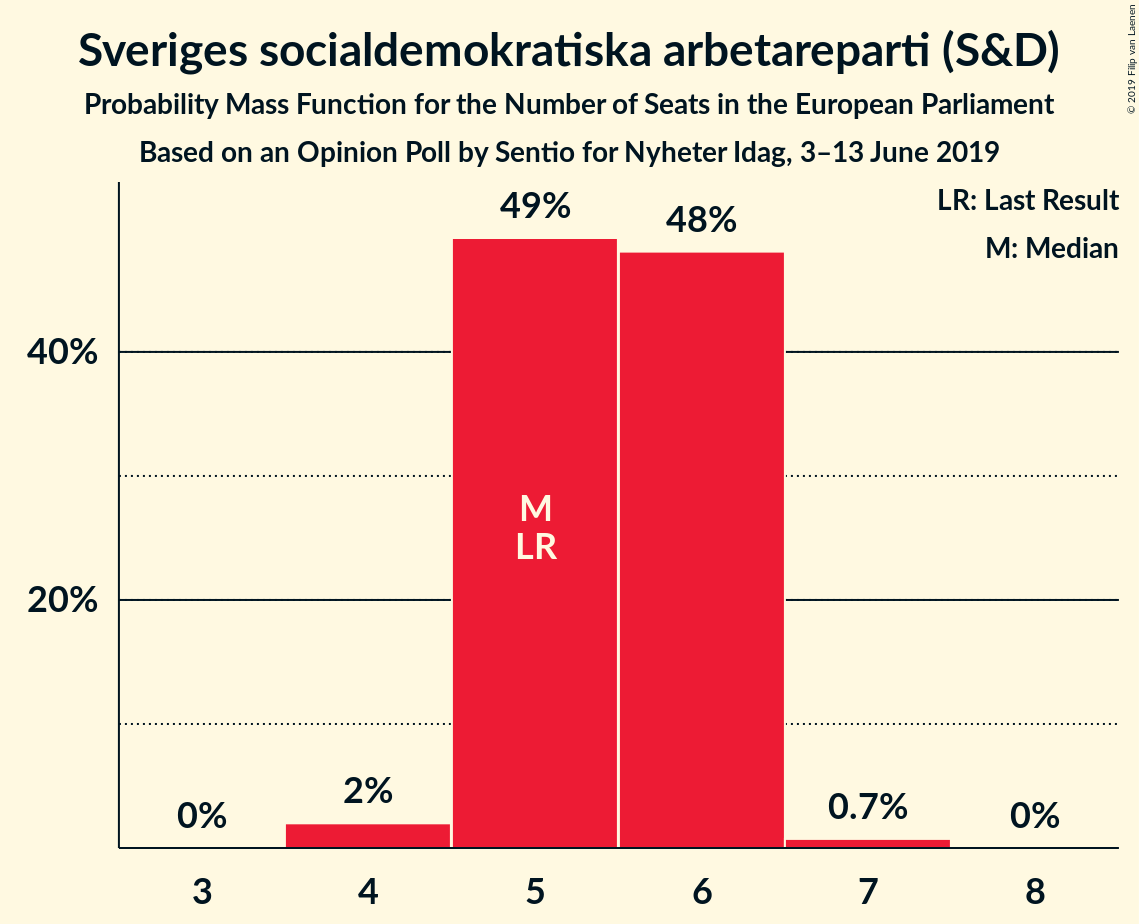 Sveriges socialdemokratiska arbetareparti (S&D)
Probability Mass Function for the Number of Seats in the European Parliament
Based on an Opinion Poll by Sentio for Nyheter Idag, 3–13 June 2019
© 2019 Filip van Laenen
LR: Last Result
M: Median
49%
48%
40%
M
LR
20%
0%
2%
0.7%
0%
3
4
5
6
7
8